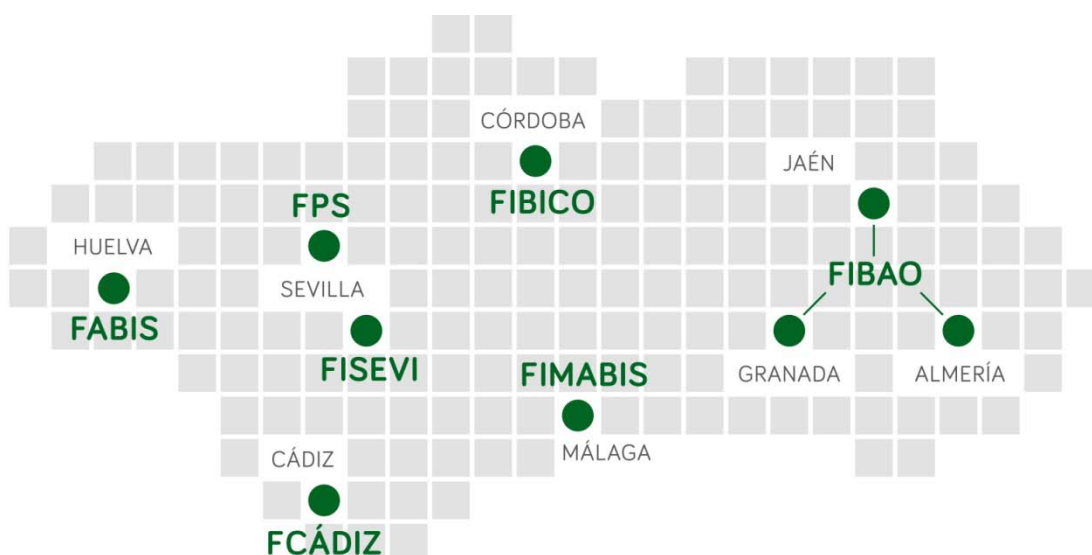 CÓRDOBA
FIBICO
JAÉN
FPS
HUELVA
FABIS
SEVILLA
FIBAO
FISEVI
FIMABIS
GRANADA
ALMERÍA
MÁLAGA
CÁDIZ
FCÁDIZ